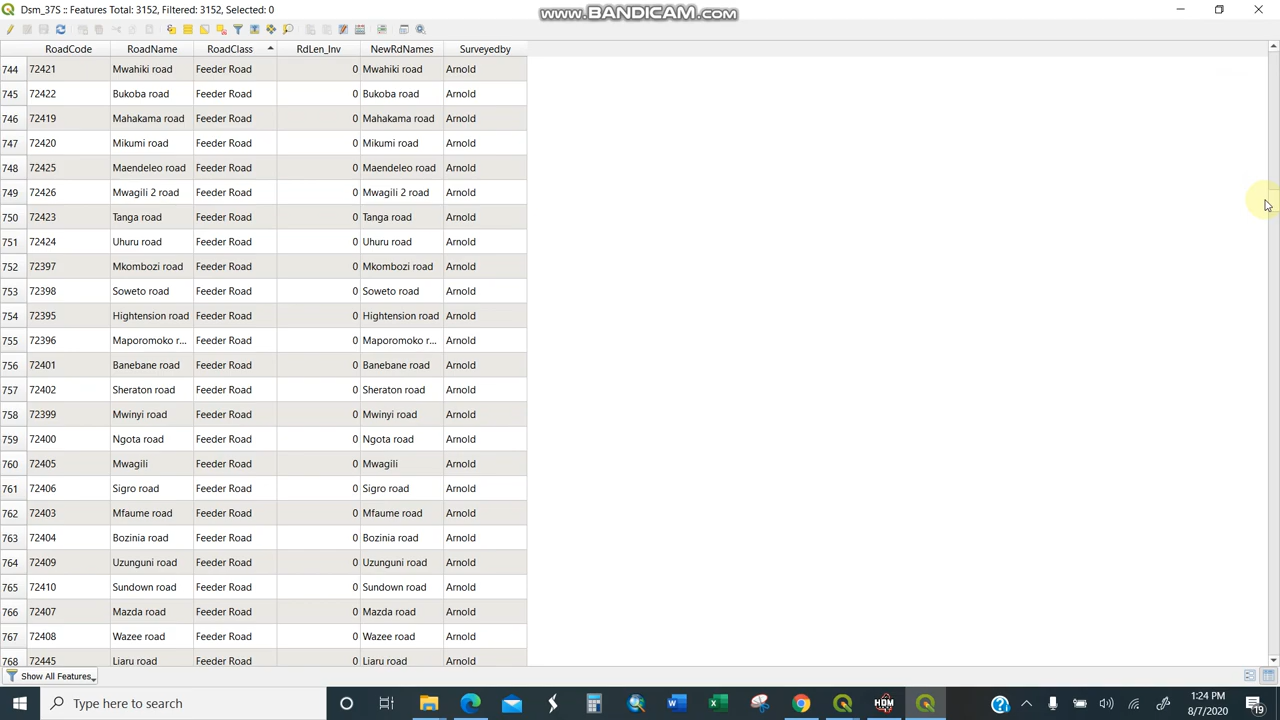 Dsm_37S :: Features Total: 3152, Filtered: 3152, Selected: 0
www.BANDICAM.com
RoadCode RoadName RoadClass RdLen_Inv NewRdNames Surveyedby
744 72421 Mwahiki road Feeder Road 0 Mwahiki road Arnold
745 72422 Bukoba road Feeder Road 0 Bukoba road Arnold
746 72419 Mahakama road Feeder Road 0 Mahakama road Arnold
747 72420 Mikumi road Feeder Road 0 Mikumi road Arnold
748 72425 Maendeleo road Feeder Road 0 Maendeleo road Arnold
749 72426 Mwagili 2 road Feeder Road 0 Mwagili 2 road Arnold
750 72423 Tanga road Feeder Road 0 Tanga road Arnold
751 72424 Uhuru road Feeder Road 0 Uhuru road Arnold
752 72397 Mkombozi road Feeder Road 0 Mkombozi road Arnold
753 72398 Soweto road Feeder Road 0 Soweto road Arnold
754 72395 Hightension road Feeder Road 0 Hightension road Arnold
755 72396 Maporomoko r... Feeder Road 0 Maporomoko r... Arnold
756 72401 Banebane road Feeder Road 0 Banebane road Arnold
757 72402 Sheraton road Feeder Road 0 Sheraton road Arnold
758 72399 Mwinyi road Feeder Road 0 Mwinyi road Arnold
759 72400 Ngota road Feeder Road 0 Ngota road Arnold
760 72405 Mwagili Feeder Road 0 Mwagili Arnold
761 72406 Sigro road Feeder Road 0 Sigro road Arnold
762 72403 Mfaume road Feeder Road 0 Mfaume road Arnold
763 72404 Bozinia road Feeder Road 0 Bozinia road Arnold
764 72409 Uzunguni road Feeder Road 0 Uzunguni road Arnold
765 72410 Sundown road Feeder Road 0 Sundown road Arnold
766 72407 Mazda road Feeder Road 0 Mazda road Arnold
767 72408 Wazee road Feeder Road 0 Wazee road Arnold
768 72445 Liaru road Feeder Road 0 Liaru road Arnold
Show All Features
Type here to search
HDM
1:24 PM
8/7/2020
19